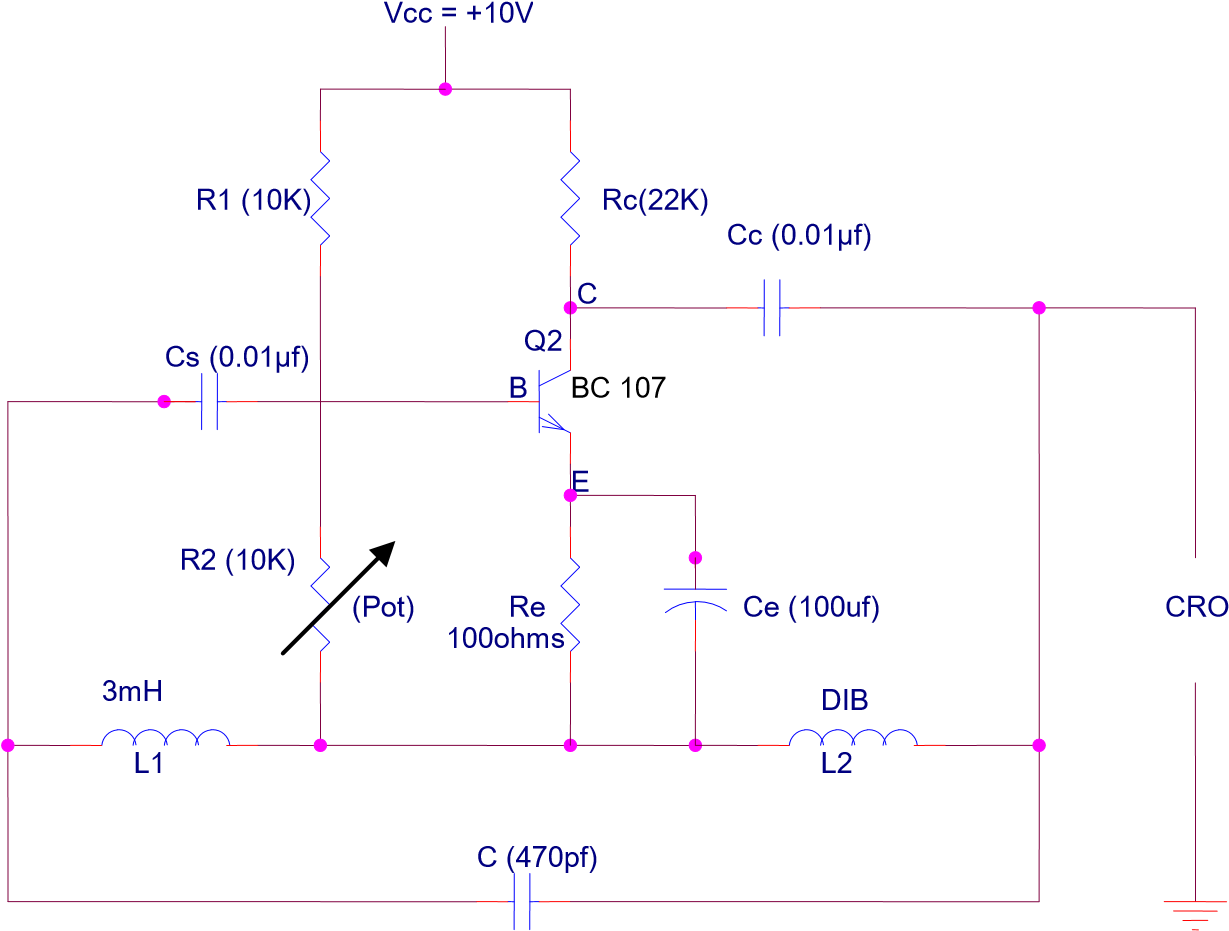 Vcc = +10V
R1 (10K)
Rc(22K)
Cc (0.01µf)
C
Q2
Cs (0.01µf)
B
BC 107
E
R2 (10K)
(Pot)
Re
100ohms
Ce (100uf)
CRO
3mH
L1
DIB
L2
C (470pf)